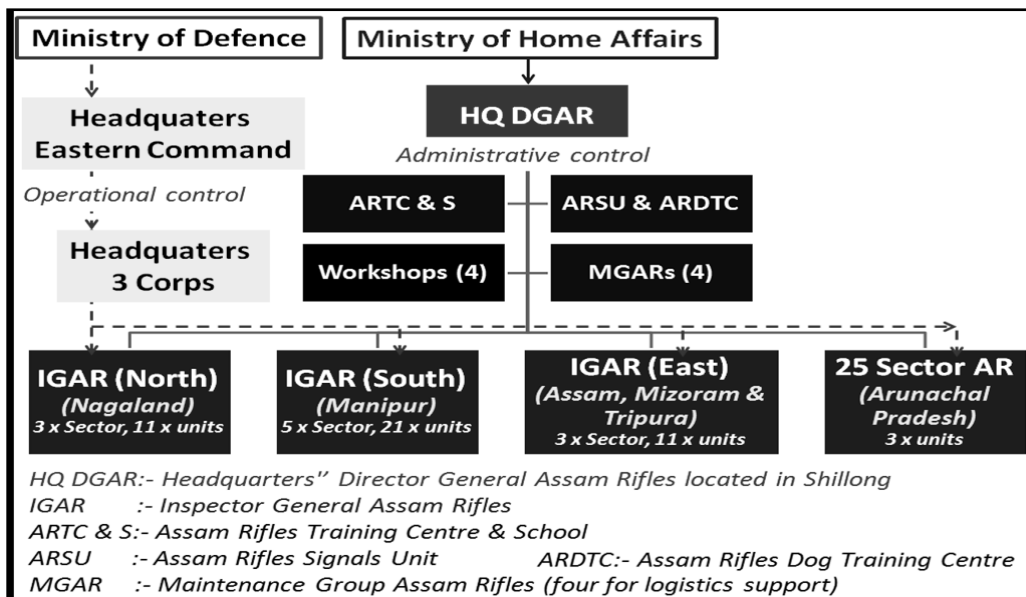 Ministry of Defence
Ministry of Home Affairs
Headquaters
Eastern Command
HQ DGAR
Administrative control
Operational control
ARTC & S
ARSU & ARDTC
Headquaters
3 Corps
Workshops (4)
MGARs (4)
IGAR (North)
(Nagaland)
3 x Sector, 11 x units
IGAR (South)
(Manipur)
5 x Sector, 21 x units
IGAR (East)
(Assam, Mizoram &
Tripura)
3 x Sector, 11 x units
25 Sector AR
(Arunachal
Pradesh)
3 x units
HQ DGAR:- Headquarters" Director General Assam Rifles located in Shillong
IGAR :- Inspector General Assam Rifles
ARTC & S:- Assam Rifles Training Centre & School
ARSU :- Assam Rifles Signals Unit ARDTC:- Assam Rifles Dog Training Centre
MGAR :- Maintenance Group Assam Rifles (four for logistics support)